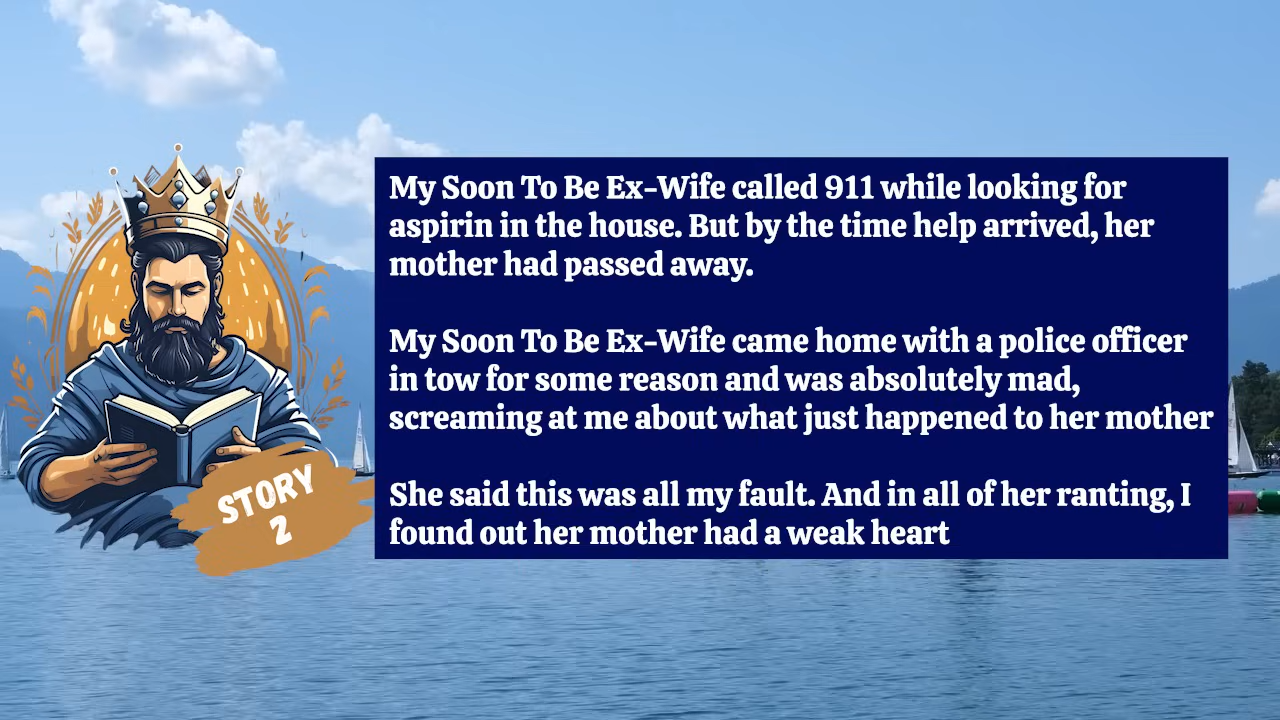 My Soon To Be Ex-Wife called 911 while looking for
aspirin in the house. But by the time help arrived, her
mother had passed away.
My Soon To Be Ex-Wife came home with a police officer
in tow for some reason and was absolutely mad,
screaming at me about what just happened to her mother
She said this was all my fault. And in all of her ranting, I
found out her mother had a weak heart
STORY
2